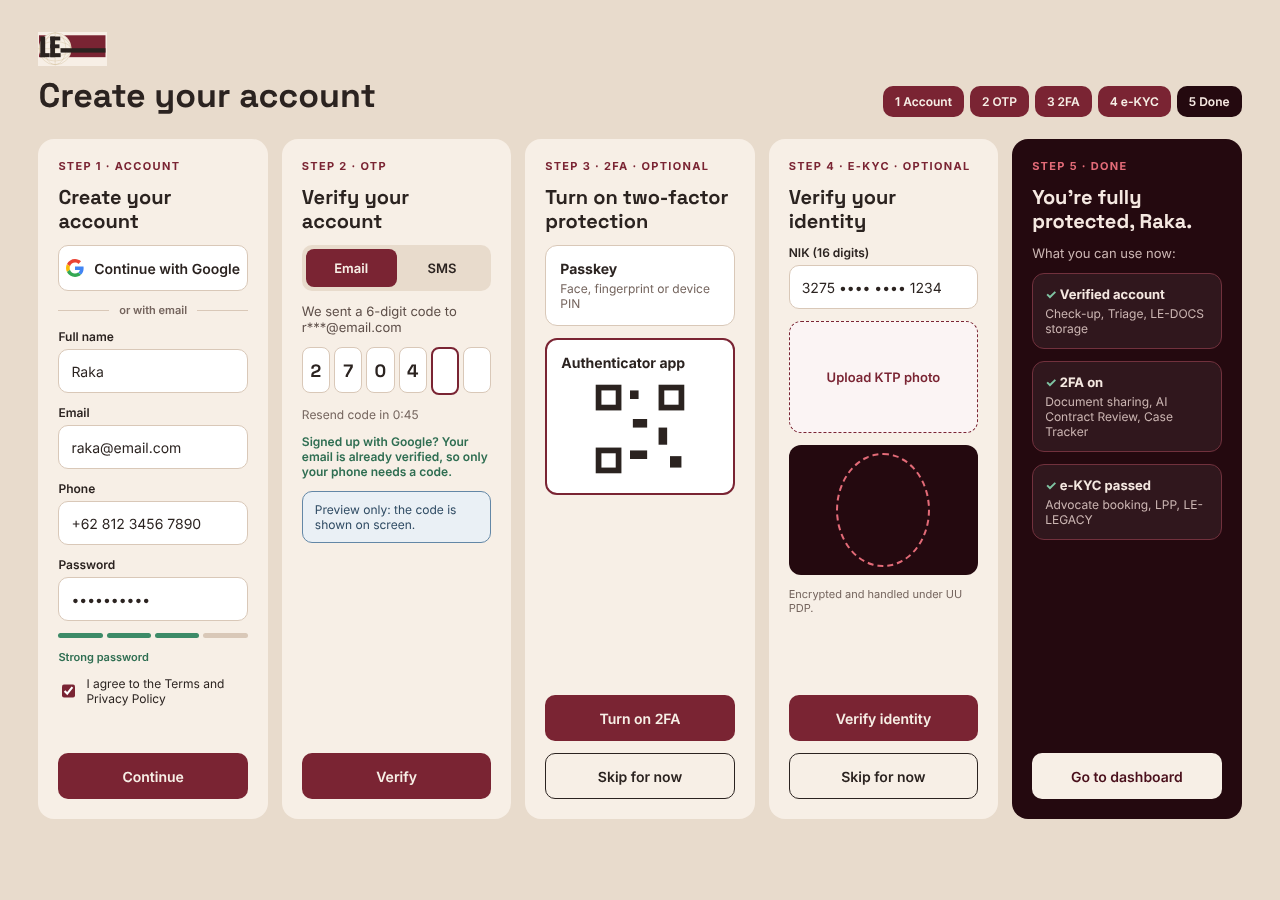 LE
Create your account
1 Account
2 OTP
3 2FA
4 e-KYC
5 Done
STEP 1 · ACCOUNT
Create your
account
Continue with Google
or with email
Full name
Raka
Email
raka@email.com
Phone
+62 812 3456 7890
Password
••••••••••
Strong password
I agree to the Terms and
Privacy Policy
Continue
STEP 2 · OTP
Verify your
account
Email
SMS
We sent a 6-digit code to
r***@email.com
2 7 0 4
Resend code in 0:45
Signed up with Google? Your
email is already verified, so only
your phone needs a code.
Preview only: the code is
shown on screen.
Verify
STEP 3 · 2FA · OPTIONAL
Turn on two-factor
protection
Passkey
Face, fingerprint or device
PIN
Authenticator app
Turn on 2FA
Skip for now
STEP 4 · E-KYC · OPTIONAL
Verify your
identity
NIK (16 digits)
3275 •••• •••• 1234
Upload KTP photo
Encrypted and handled under UU
PDP.
Verify identity
Skip for now
STEP 5 · DONE
You're fully
protected, Raka.
What you can use now:
✓ Verified account
Check-up, Triage, LE-DOCS
storage
✓ 2FA on
Document sharing, AI
Contract Review, Case
Tracker
✓ e-KYC passed
Advocate booking, LPP, LE-
LEGACY
Go to dashboard